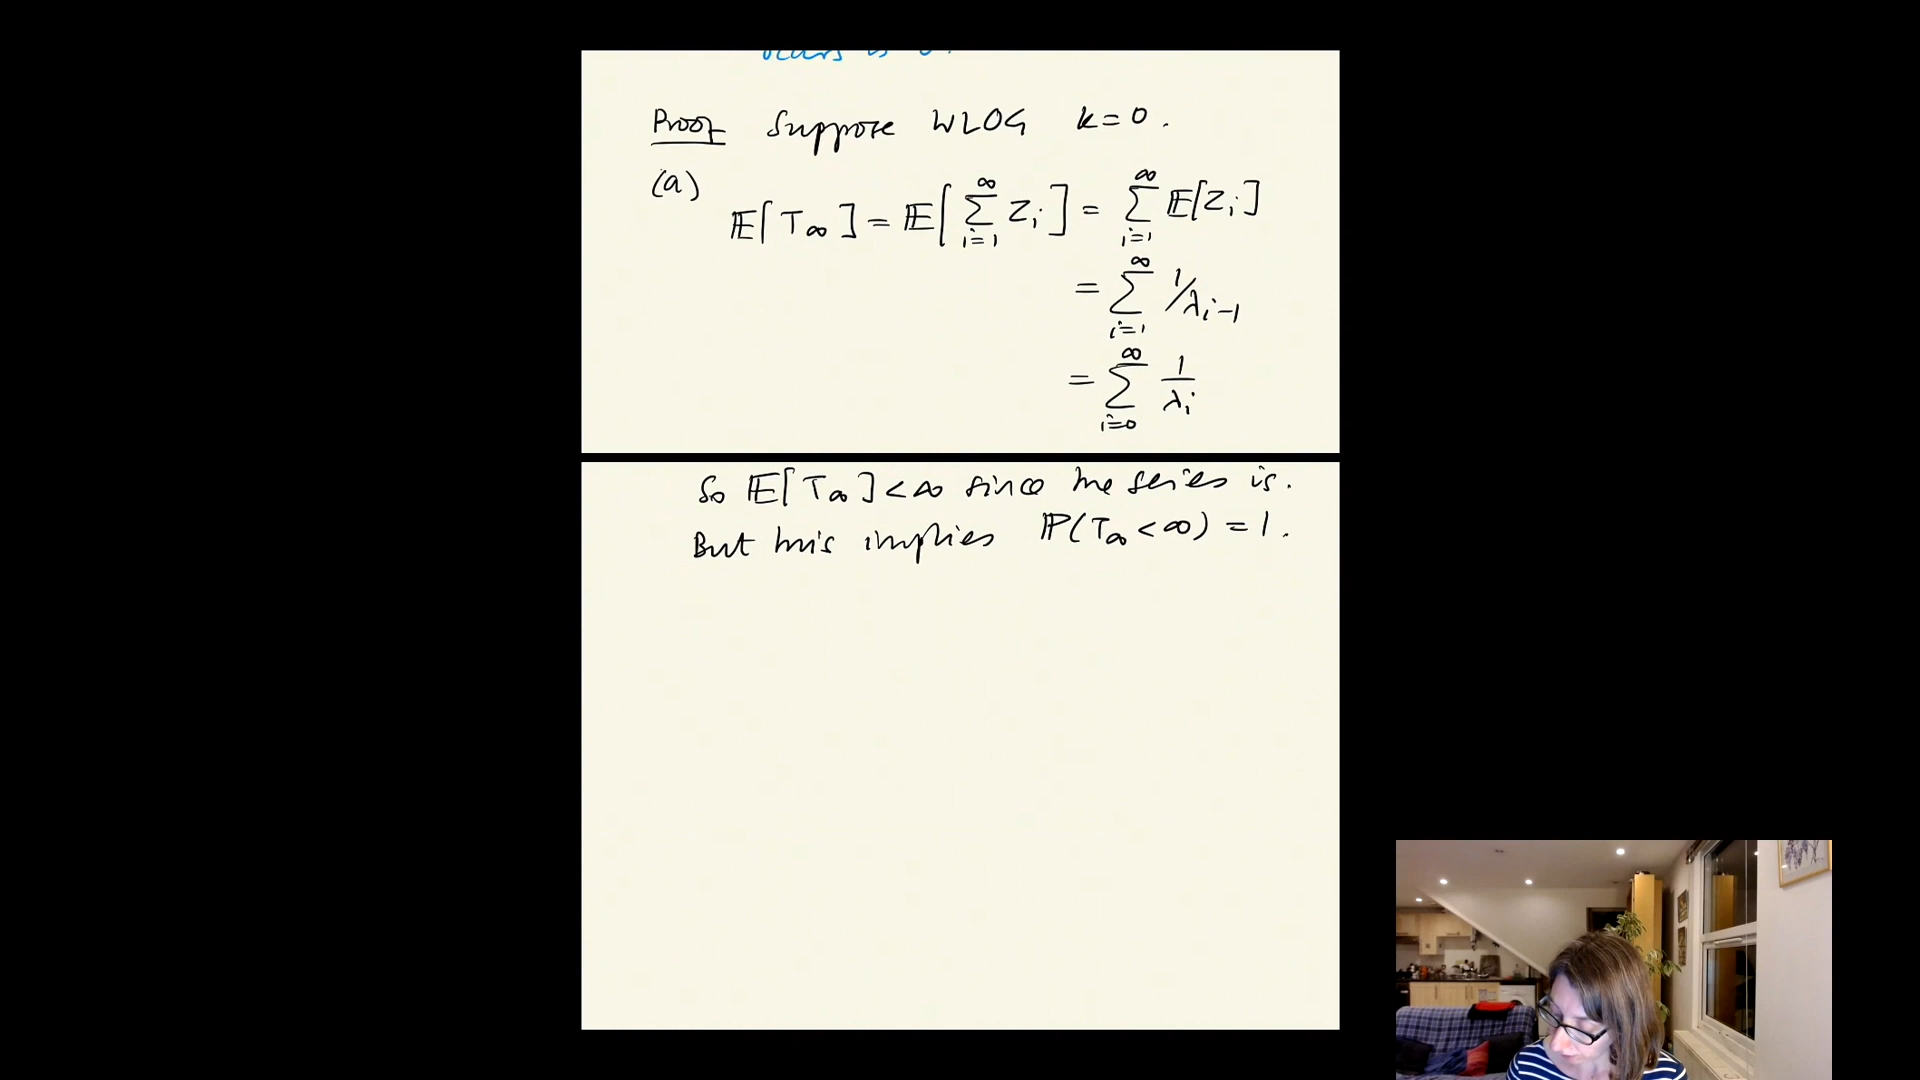 Proof Suppose WLOG k=0.
(a)
𝔼[T∞] = 𝔼[∑_{i=1}^{∞} Z_i] = ∑_{i=1}^{∞} 𝔼[Z_i]
= ∑_{i=1}^{∞} 1/λ_{i-1}
= ∑_{i=0}^{∞} 1/λ_i
So 𝔼[T∞] < ∞ since the series is.
But this implies ℙ(T∞ < ∞) = 1.